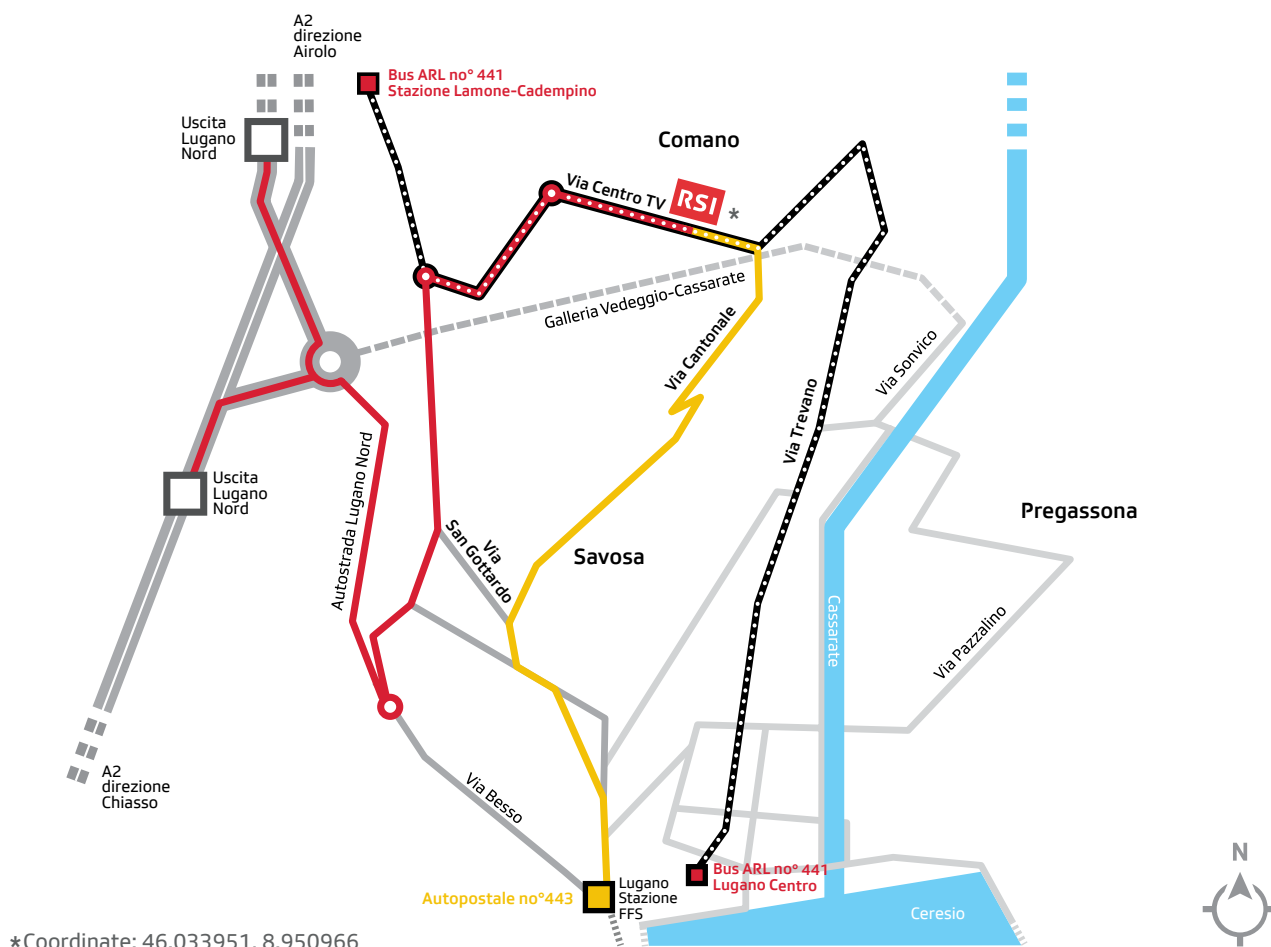 A2
direzione
Airolo
Bus ARL no° 441
Stazione Lamone-Cadempino
Uscita
Lugano
Nord
Comano
Via Centro TV
RSI
*
Galleria Vedeggio-Cassarate
Via Cantonale
Via Sonvico
Via Trevano
Autostrada Lugano Nord
Uscita
Lugano
Nord
Via
San Gottardo
Savosa
Pregassona
Cassarate
Via Pazzalino
A2
direzione
Chiasso
Via Besso
Autopostale no°443
Lugano
Stazione
FFS
Bus ARL no° 441
Lugano Centro
Ceresio
N
*Coordinate: 46.033951, 8.950966